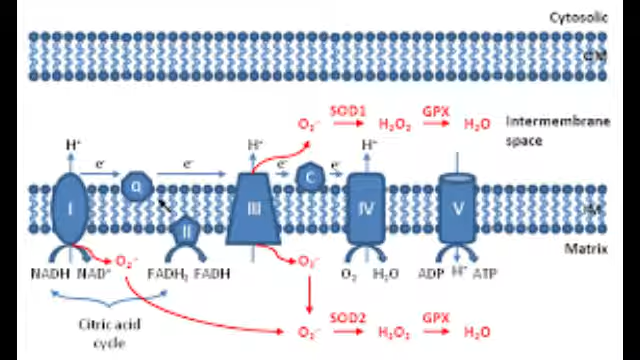 Cytosolic
OM
SOD1 GPX
O₂⁻ H₂O₂ H₂O
Intermembrane
space
H⁺ H⁺ H⁺
e⁻ e⁻ e⁻ e⁻
Q C
I III IV V
IM
II
Matrix
O₂⁻ O₂⁻
NADH NAD⁺ FADH₂ FADH O₂ H₂O ADP H⁺ ATP
Citric acid
cycle
SOD2 GPX
O₂⁻ H₂O₂ H₂O